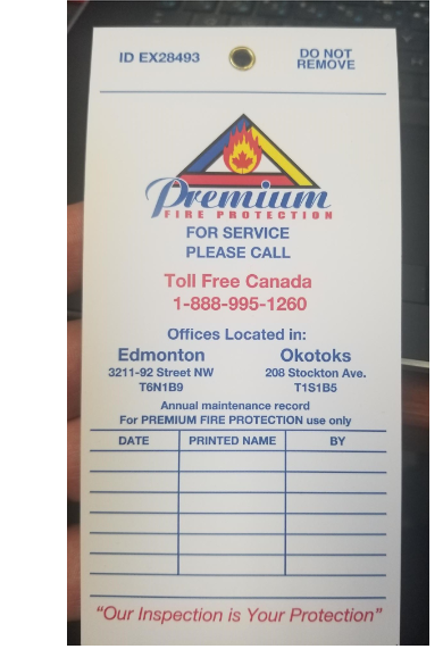 ID EX28493
DO NOT
REMOVE
Premium
FIRE PROTECTION
FOR SERVICE
PLEASE CALL
Toll Free Canada
1-888-995-1260
Offices Located in:
Edmonton
3211-92 Street NW
T6N1B9
Okotoks
208 Stockton Ave.
T1S1B5
Annual maintenance record
For PREMIUM FIRE PROTECTION use only
DATE PRINTED NAME BY
"Our Inspection is Your Protection"